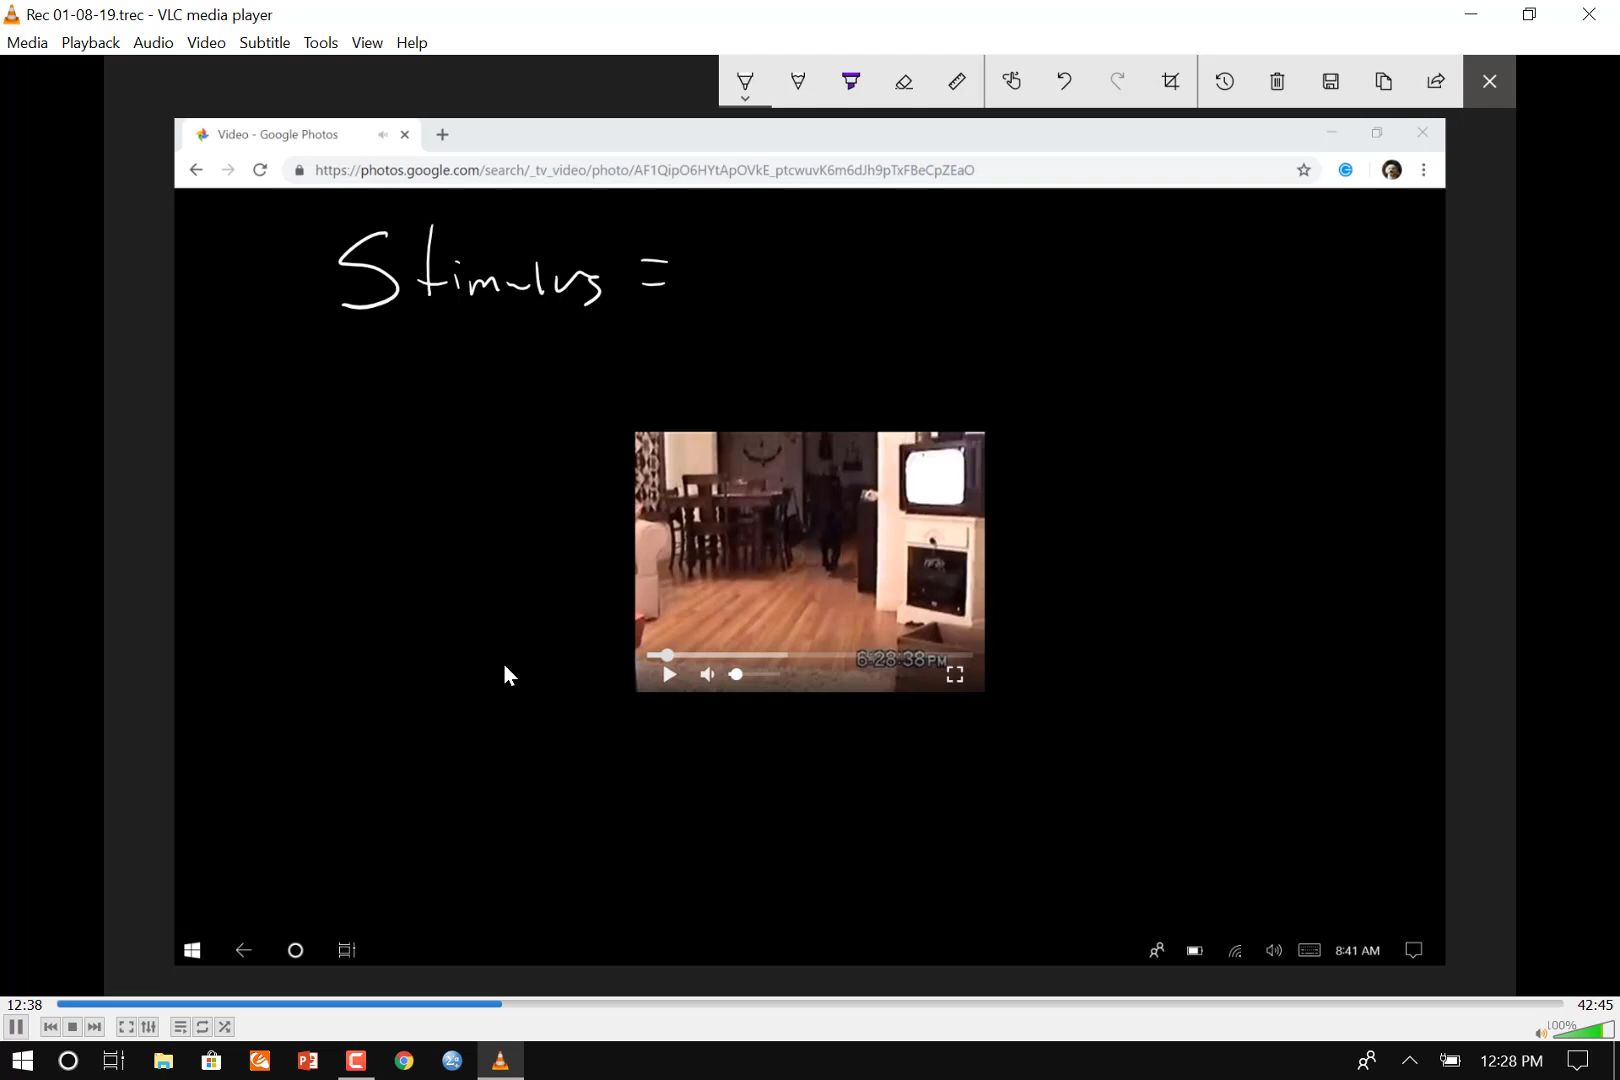 Rec 01-08-19.trec - VLC media player
Media Playback Audio Video Subtitle Tools View Help
Video - Google Photos
https://photos.google.com/search/_tv_video/photo/AF1QipO6HYtApOVkE_ptcwuvK6m6dJh9pTxFBeCpZEaO
Stimulus =
6:28:38PM
8:41 AM
12:38
42:45
100%
12:28 PM